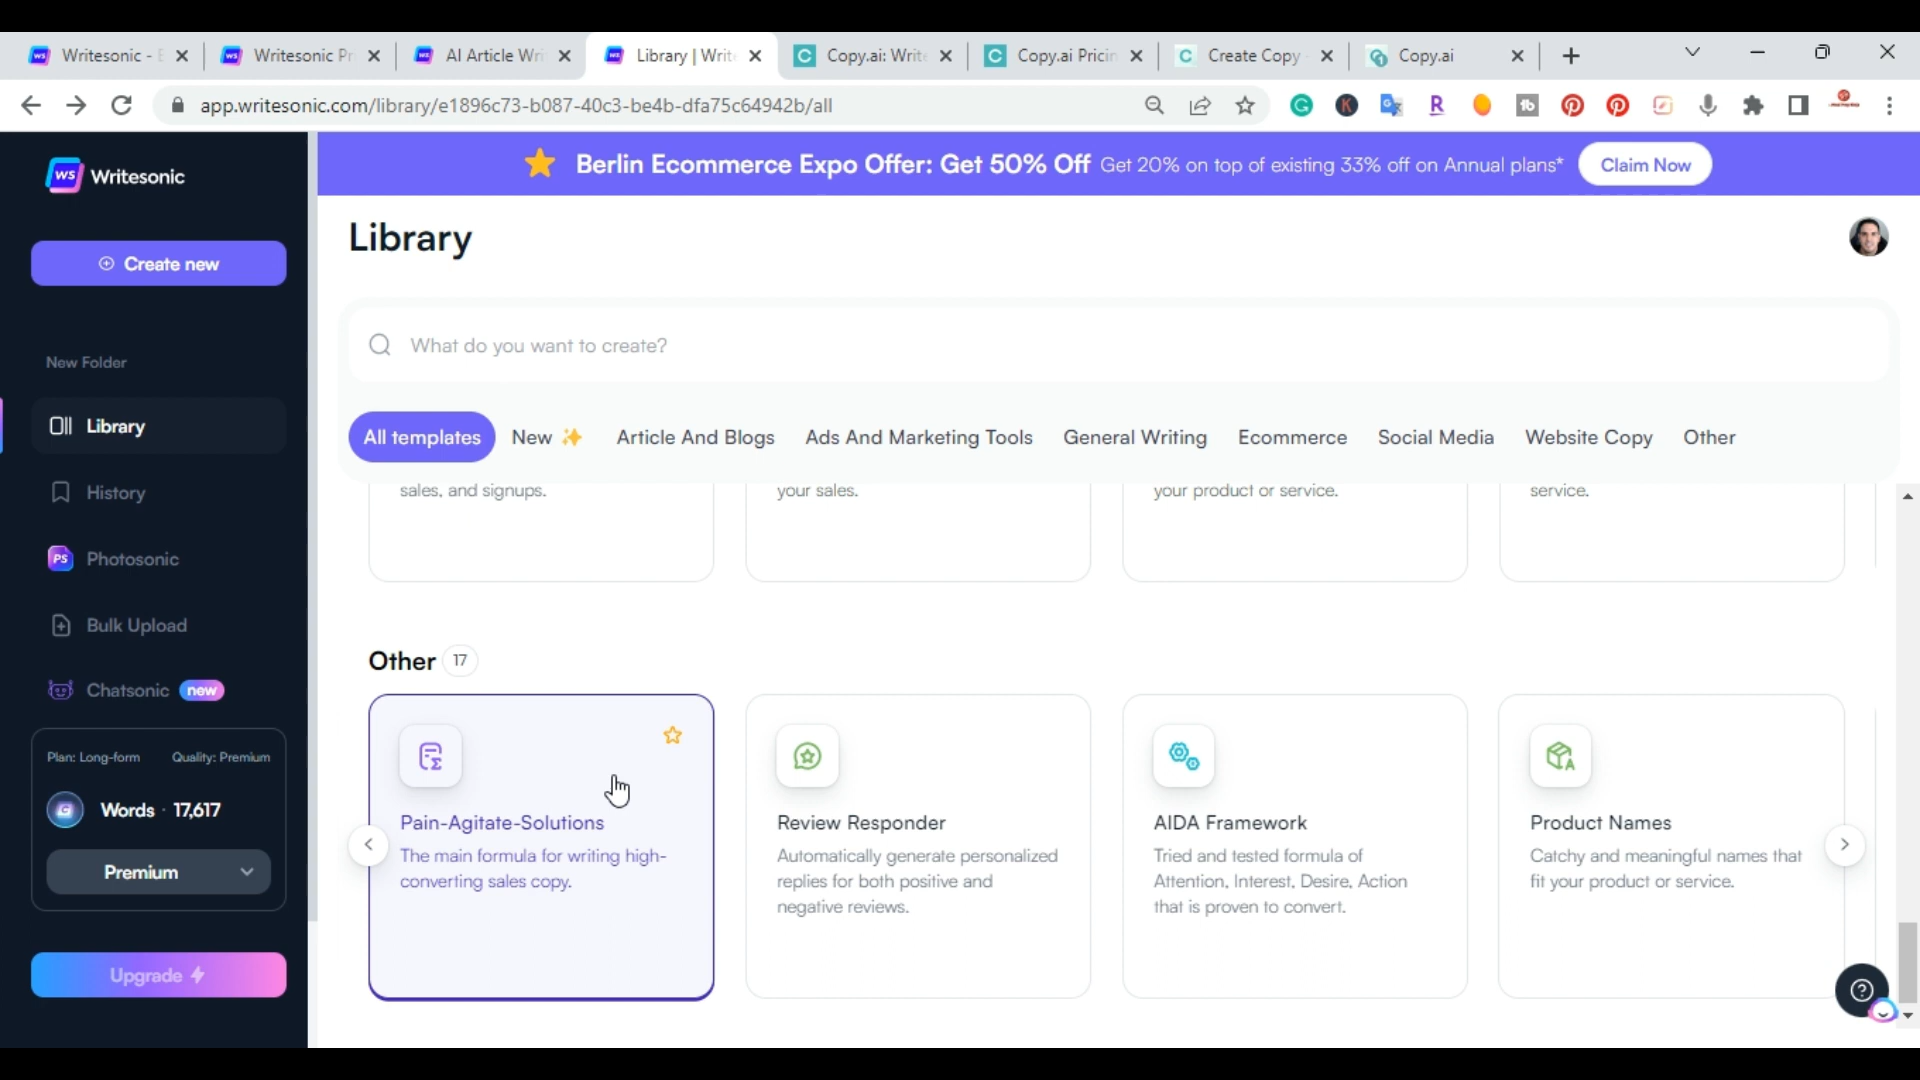 Writesonic - E
Writesonic Pr
AI Article Wri
Library | Write
Copy.ai: Write
Copy.ai Pricin
Create Copy
Copy.ai
app.writesonic.com/library/e1896c73-b087-40c3-be4b-dfa75c64942b/all
WS Writesonic
Berlin Ecommerce Expo Offer: Get 50% Off Get 20% on top of existing 33% off on Annual plans* Claim Now
Library
Create new
What do you want to create?
New Folder
All templates New Article And Blogs Ads And Marketing Tools General Writing Ecommerce Social Media Website Copy Other
Library
History
PS Photosonic
Bulk Upload
Chatsonic new
sales, and signups.
your sales.
your product or service.
service.
Other 17
Pain-Agitate-Solutions
The main formula for writing high-
converting sales copy.
Review Responder
Automatically generate personalized
replies for both positive and
negative reviews.
AIDA Framework
Tried and tested formula of
Attention, Interest, Desire, Action
that is proven to convert.
Product Names
Catchy and meaningful names that
fit your product or service.
Plan: Long-form Quality: Premium
Words · 17,617
Premium
Upgrade